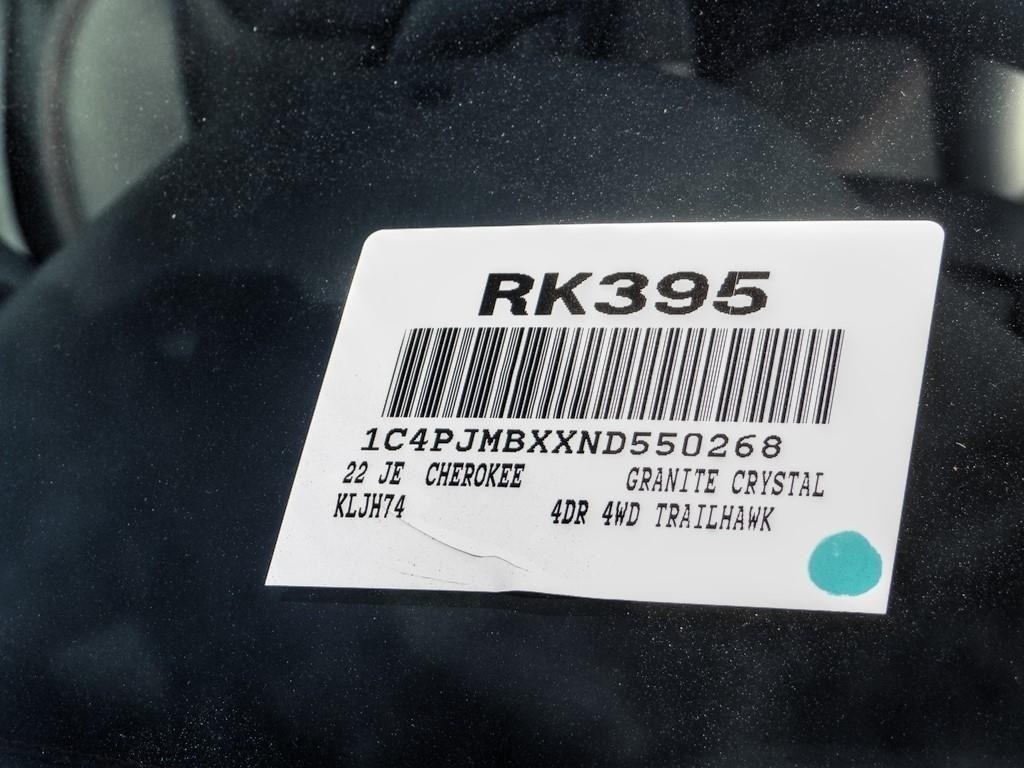 RK395
1C4PJMBXXND550268
22 JE CHEROKEE GRANITE CRYSTAL
KLJH74 4DR 4WD TRAILHAWK